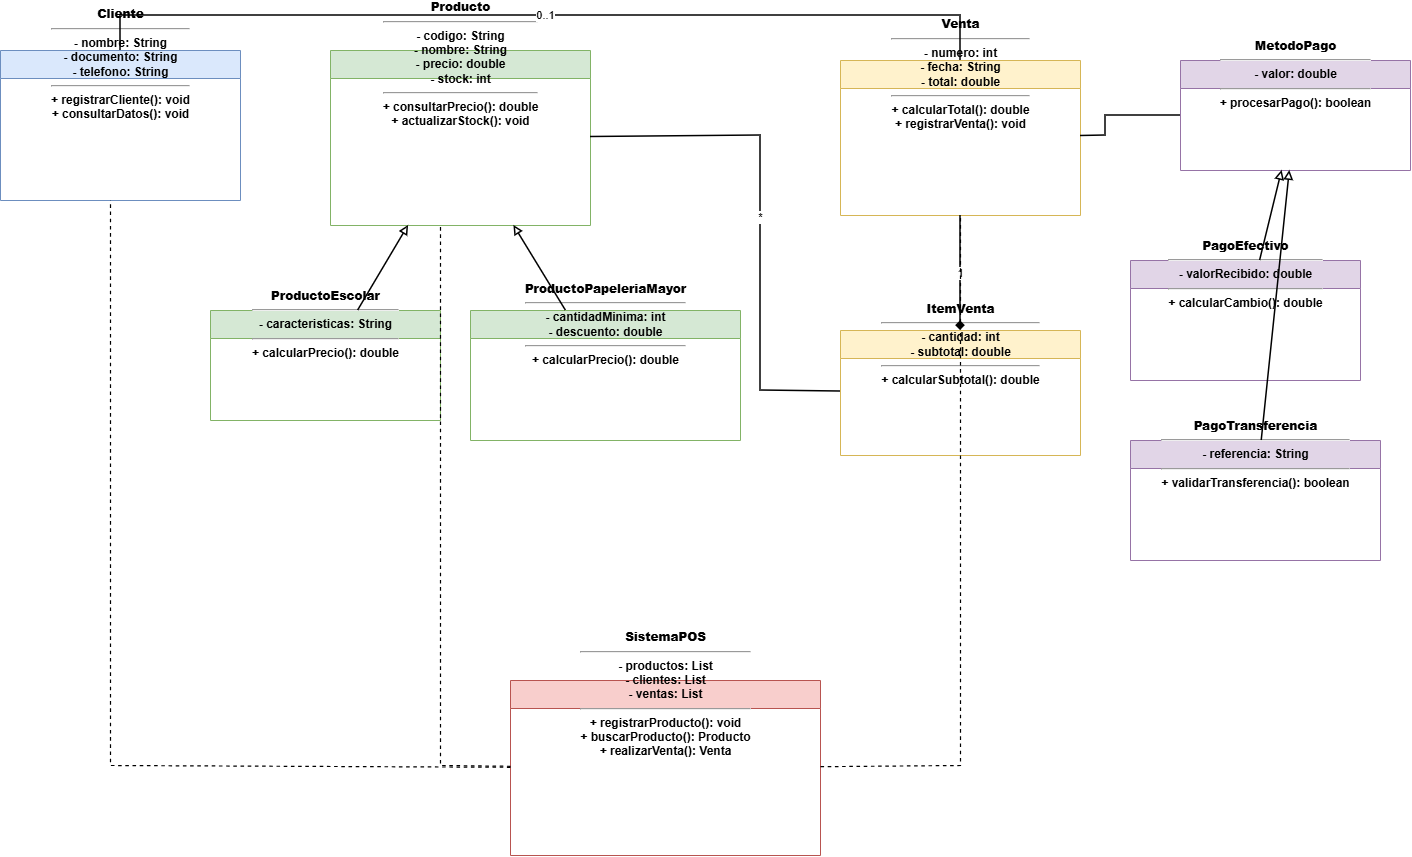 Cliente
- nombre: String
- documento: String
- telefono: String
+ registrarCliente(): void
+ consultarDatos(): void
Producto
- codigo: String
- nombre: String
- precio: double
- stock: int
+ consultarPrecio(): double
+ actualizarStock(): void
0..1
Venta
- numero: int
- fecha: String
- total: double
+ calcularTotal(): double
+ registrarVenta(): void
MetodoPago
- valor: double
+ procesarPago(): boolean
*
1
ProductoEscolar
- caracteristicas: String
+ calcularPrecio(): double
ProductoPapeleriaMayor
- cantidadMinima: int
- descuento: double
+ calcularPrecio(): double
ItemVenta
- cantidad: int
- subtotal: double
+ calcularSubtotal(): double
PagoEfectivo
- valorRecibido: double
+ calcularCambio(): double
PagoTransferencia
- referencia: String
+ validarTransferencia(): boolean
SistemaPOS
- productos: List
- clientes: List
- ventas: List
+ registrarProducto(): void
+ buscarProducto(): Producto
+ realizarVenta(): Venta